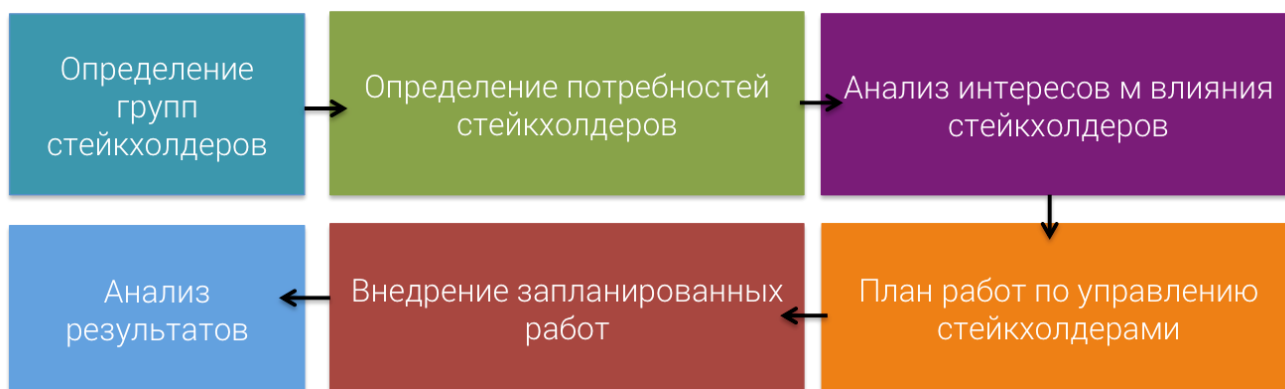 Определение
групп
стейкхолдеров
Определение потребностей
стейкхолдеров
Анализ интересов м влияния
стейкхолдеров
План работ по управлению
стейкхолдерами
Внедрение запланированных
работ
Анализ
результатов